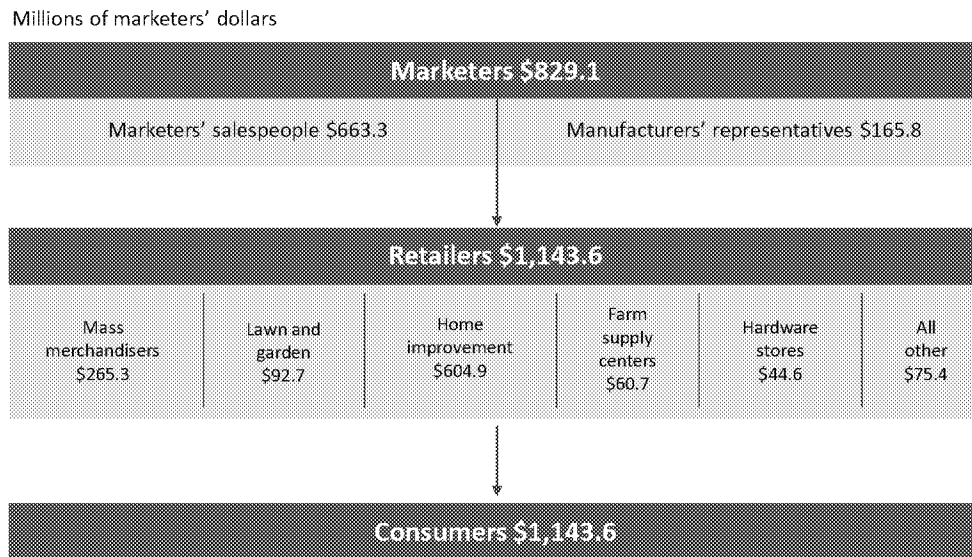 Millions of marketers’ dollars
Marketers $829.1
Marketers’ salespeople $663.3
Manufacturers’ representatives $165.8
Retailers $1,143.6
Mass
merchandisers
$265.3
Lawn and
garden
$92.7
Home
improvement
$604.9
Farm
supply
centers
$60.7
Hardware
stores
$44.6
All
other
$75.4
Consumers $1,143.6